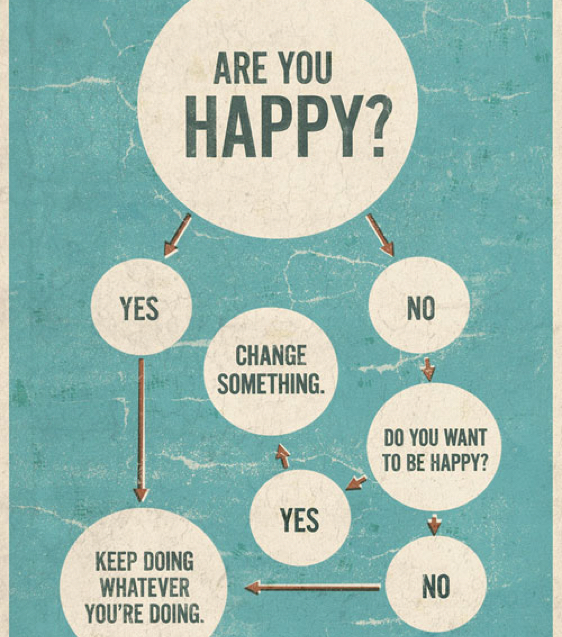 ARE YOU
HAPPY?
YES
NO
CHANGE
SOMETHING.
DO YOU WANT
TO BE HAPPY?
YES
KEEP DOING
WHATEVER
YOU'RE DOING.
NO